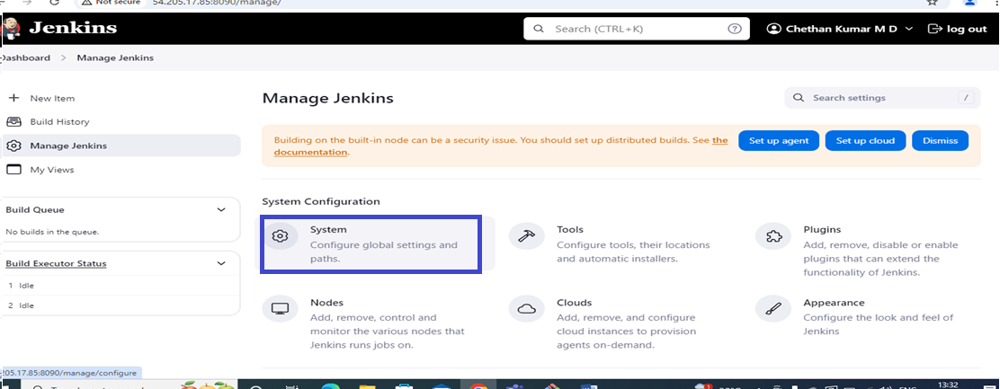 Not secure 54.205.17.85:8090/manage/
Jenkins
Search (CTRL+K)
?
Chethan Kumar M D
log out
Dashboard > Manage Jenkins
New Item
Build History
Manage Jenkins
My Views
Build Queue
No builds in the queue.
Build Executor Status
1 Idle
2 Idle
Manage Jenkins
Search settings
/
Building on the built-in node can be a security issue. You should set up distributed builds. See the
documentation.
Set up agent
Set up cloud
Dismiss
System Configuration
System
Configure global settings and
paths.
Tools
Configure tools, their locations
and automatic installers.
Plugins
Add, remove, disable or enable
plugins that can extend the
functionality of Jenkins.
Nodes
Add, remove, control and
monitor the various nodes that
Jenkins runs jobs on.
Clouds
Add, remove, and configure
cloud instances to provision
agents on-demand.
Appearance
Configure the look and feel of
Jenkins
205.17.85:8090/manage/configure
13:32